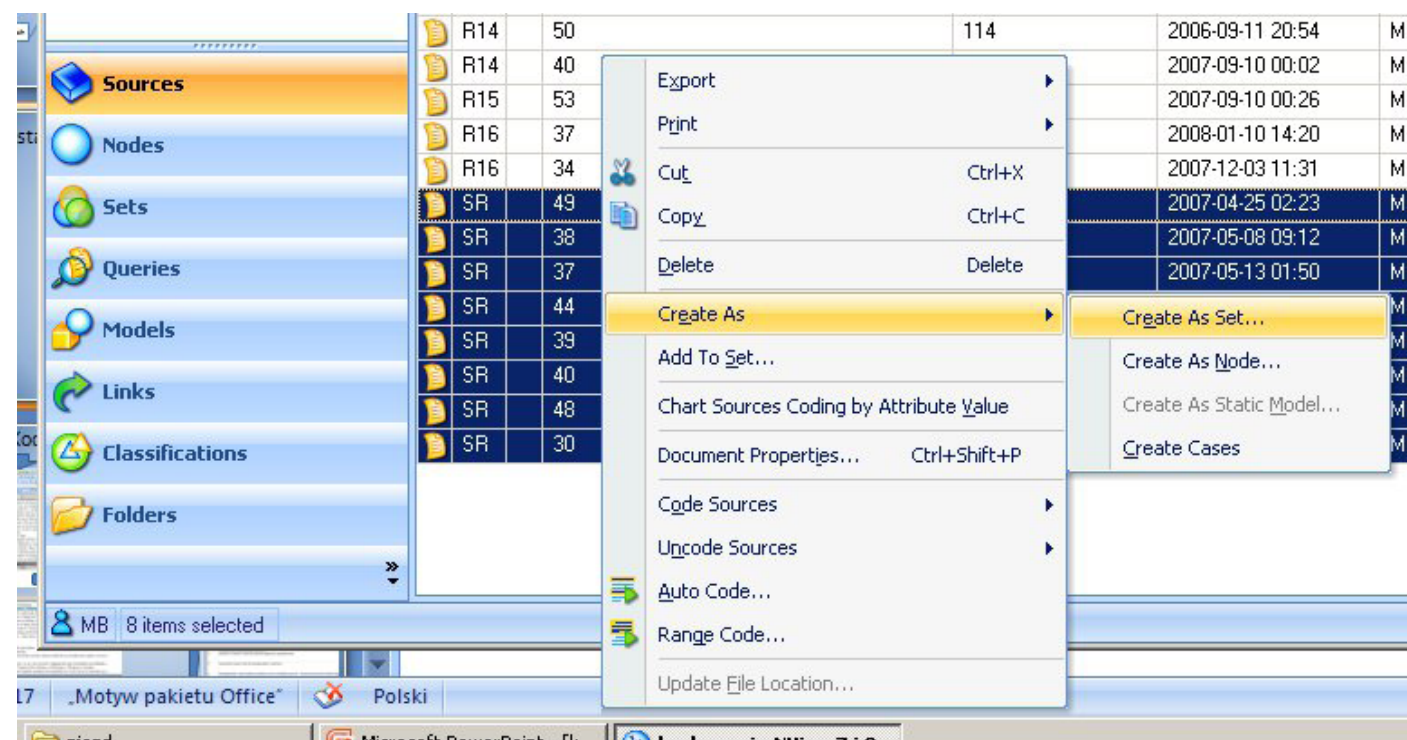 R14 50 114 2006-09-11 20:54 M
R14 40 2007-09-10 00:02 M
R15 53 2007-09-10 00:26 M
R16 37 2008-01-10 14:20 M
R16 34 2007-12-03 11:31 M
SR 49 2007-04-25 02:23 M
SR 38 2007-05-08 09:12 M
SR 37 2007-05-13 01:50 M
SR 44 M
SR 39 M
SR 40 M
SR 48 M
SR 30 M
Sources
Nodes
Sets
Queries
Models
Links
Classifications
Folders
»
Export
Print
Cut Ctrl+X
Copy Ctrl+C
Delete Delete
Create As
Add To Set...
Chart Sources Coding by Attribute Value
Document Properties... Ctrl+Shift+P
Code Sources
Uncode Sources
Auto Code...
Range Code...
Update File Location...
Create As Set...
Create As Node...
Create As Static Model...
Create Cases
MB 8 items selected
17 „Motyw pakietu Office" Polski
Microsoft PowerPoint